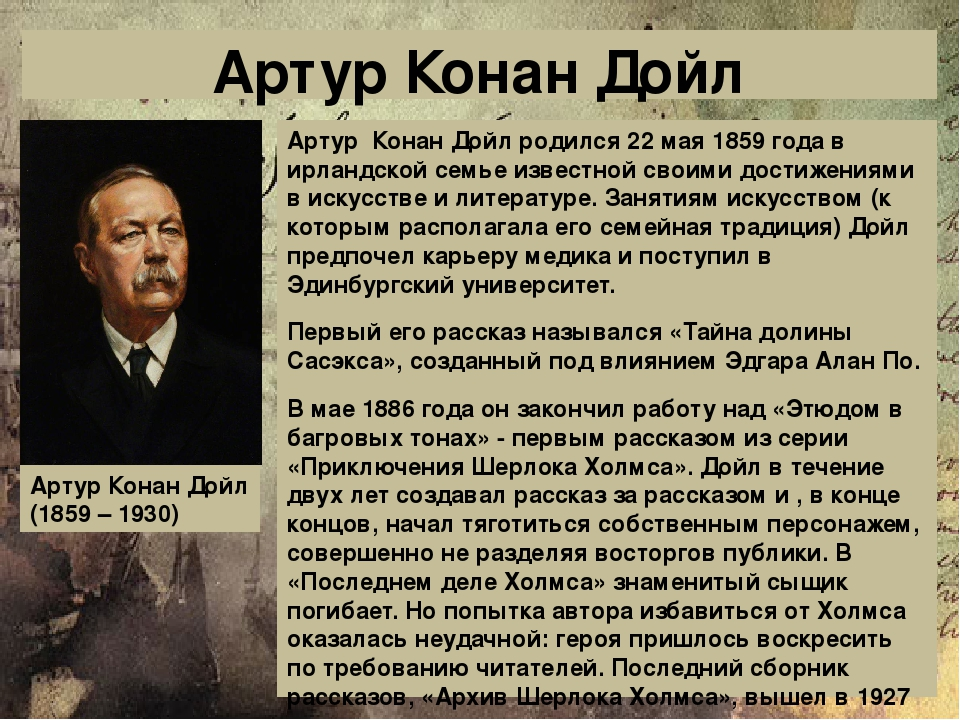 Артур Конан Дойл
Артур Конан Дойл родился 22 мая 1859 года в
ирландской семье известной своими достижениями
в искусстве и литературе. Занятиям искусством (к
которым располагала его семейная традиция) Дойл
предпочел карьеру медика и поступил в
Эдинбургский университет.
Первый его рассказ назывался «Тайна долины
Сасэкса», созданный под влиянием Эдгара Алан По.
В мае 1886 года он закончил работу над «Этюдом в
багровых тонах» - первым рассказом из серии
«Приключения Шерлока Холмса». Дойл в течение
двух лет создавал рассказ за рассказом и , в конце
концов, начал тяготиться собственным персонажем,
совершенно не разделяя восторгов публики. В
«Последнем деле Холмса» знаменитый сыщик
погибает. Но попытка автора избавиться от Холмса
оказалась неудачной: героя пришлось воскресить
по требованию читателей. Последний сборник
рассказов, «Архив Шерлока Холмса», вышел в 1927
Артур Конан Дойл
(1859 – 1930)